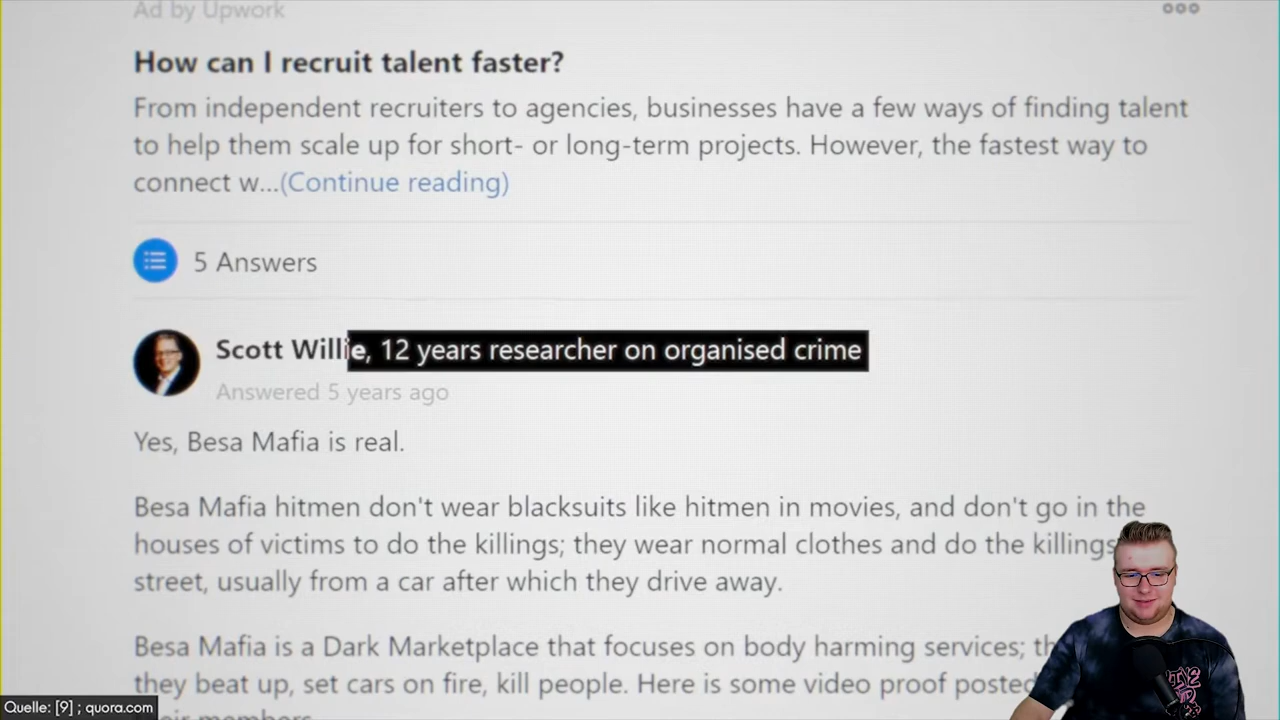 Ad by Upwork
How can I recruit talent faster?
From independent recruiters to agencies, businesses have a few ways of finding talent
to help them scale up for short- or long-term projects. However, the fastest way to
connect w...(Continue reading)
5 Answers
Scott Willie, 12 years researcher on organised crime
Answered 5 years ago
Yes, Besa Mafia is real.
Besa Mafia hitmen don't wear blacksuits like hitmen in movies, and don't go in the
houses of victims to do the killings; they wear normal clothes and do the killings
street, usually from a car after which they drive away.
Besa Mafia is a Dark Marketplace that focuses on body harming services;
they beat up, set cars on fire, kill people. Here is some video proof posted
members
Quelle: [9] ; quora.com